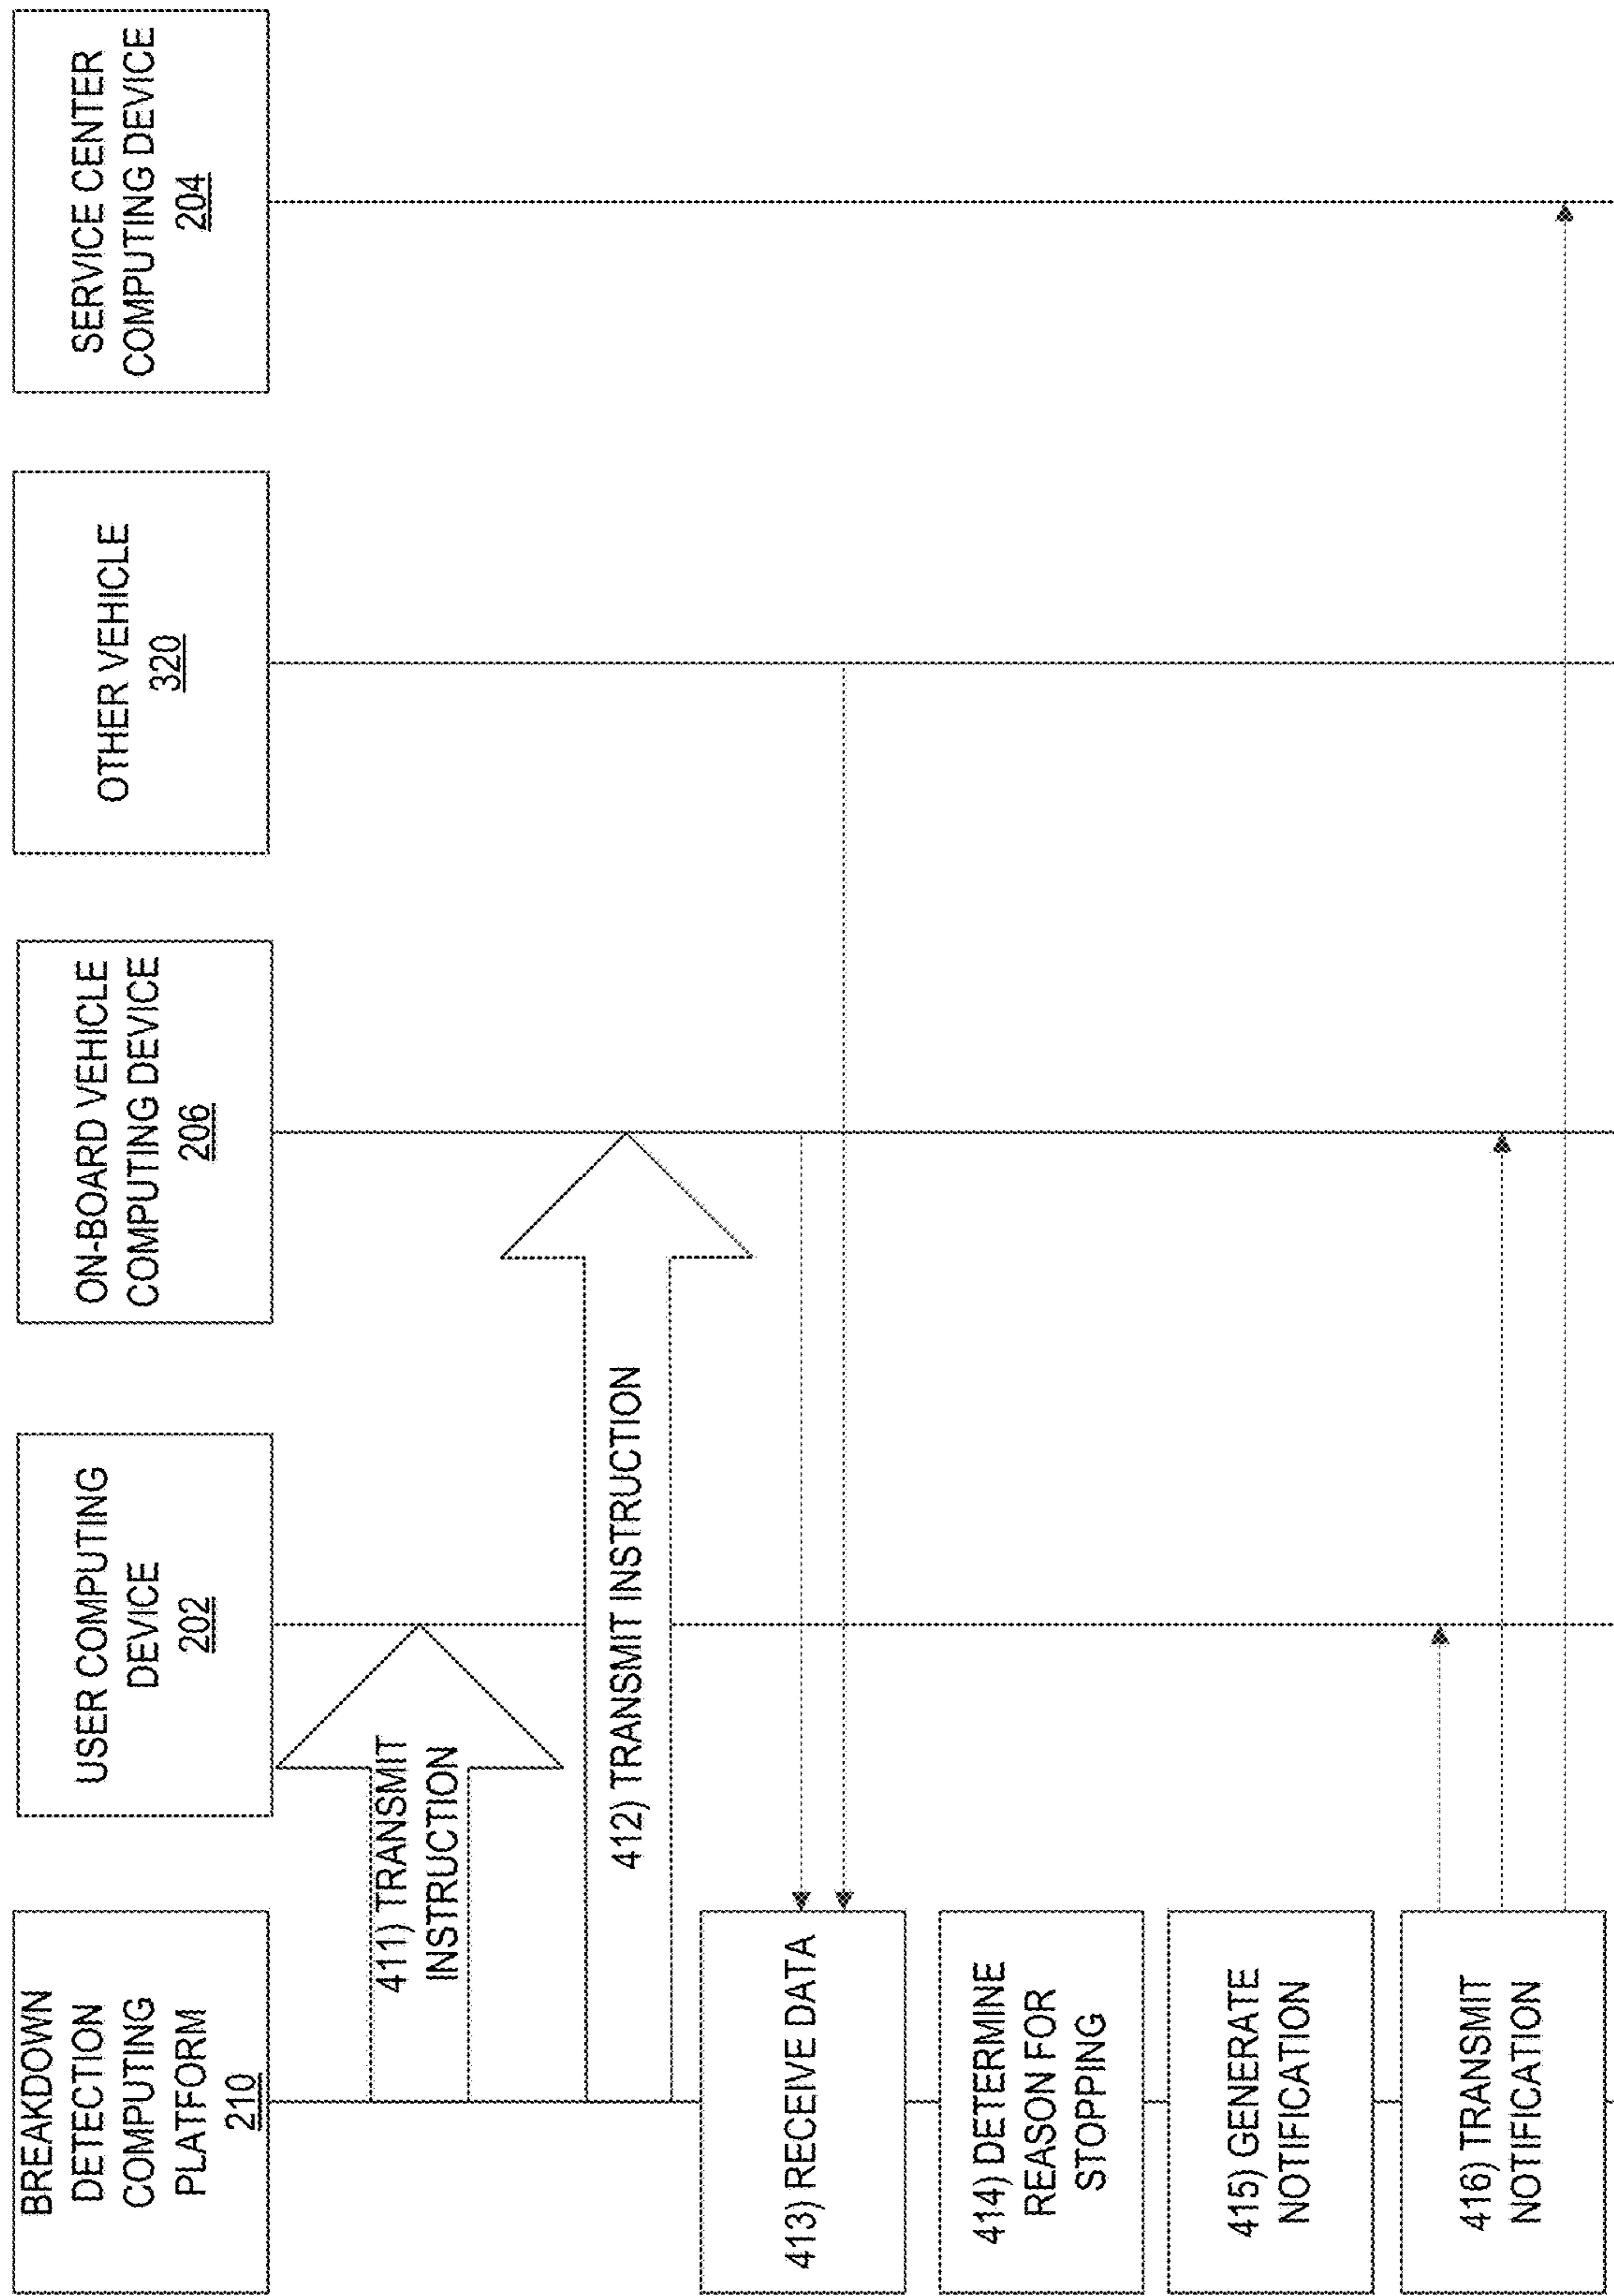 BREAKDOWN
DETECTION
COMPUTING
PLATFORM
210
USER COMPUTING
DEVICE
202
ON-BOARD VEHICLE
COMPUTING DEVICE
206
OTHER VEHICLE
320
SERVICE CENTER
COMPUTING DEVICE
204
411) TRANSMIT
INSTRUCTION
412) TRANSMIT INSTRUCTION
413) RECEIVE DATA
414) DETERMINE
REASON FOR
STOPPING
415) GENERATE
NOTIFICATION
416) TRANSMIT
NOTIFICATION